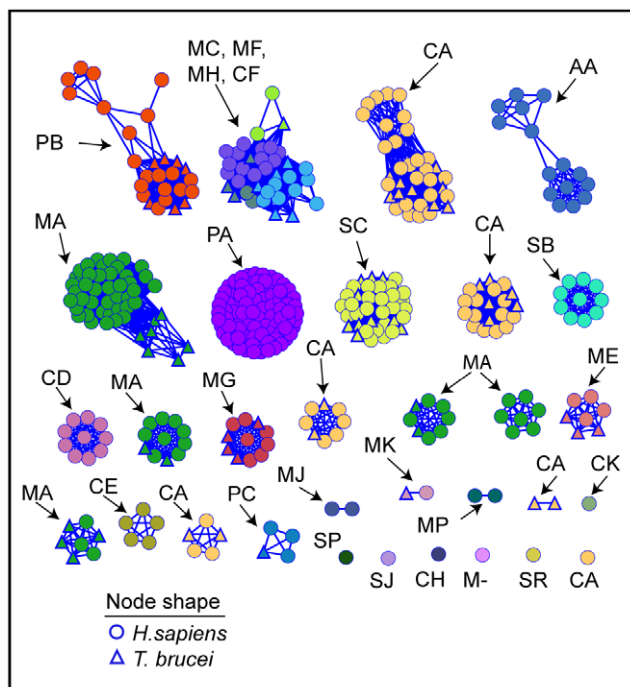 MC, MF,
MH, CF
CA
AA
PB
MA
PA
SC
CA
SB
CD
MA
MG
CA
MA
ME
MK
MA
CE
CA
PC
MJ
MP
CA
CK
SP
SJ
CH
M-
SR
CA
Node shape
H.sapiens
T. brucei